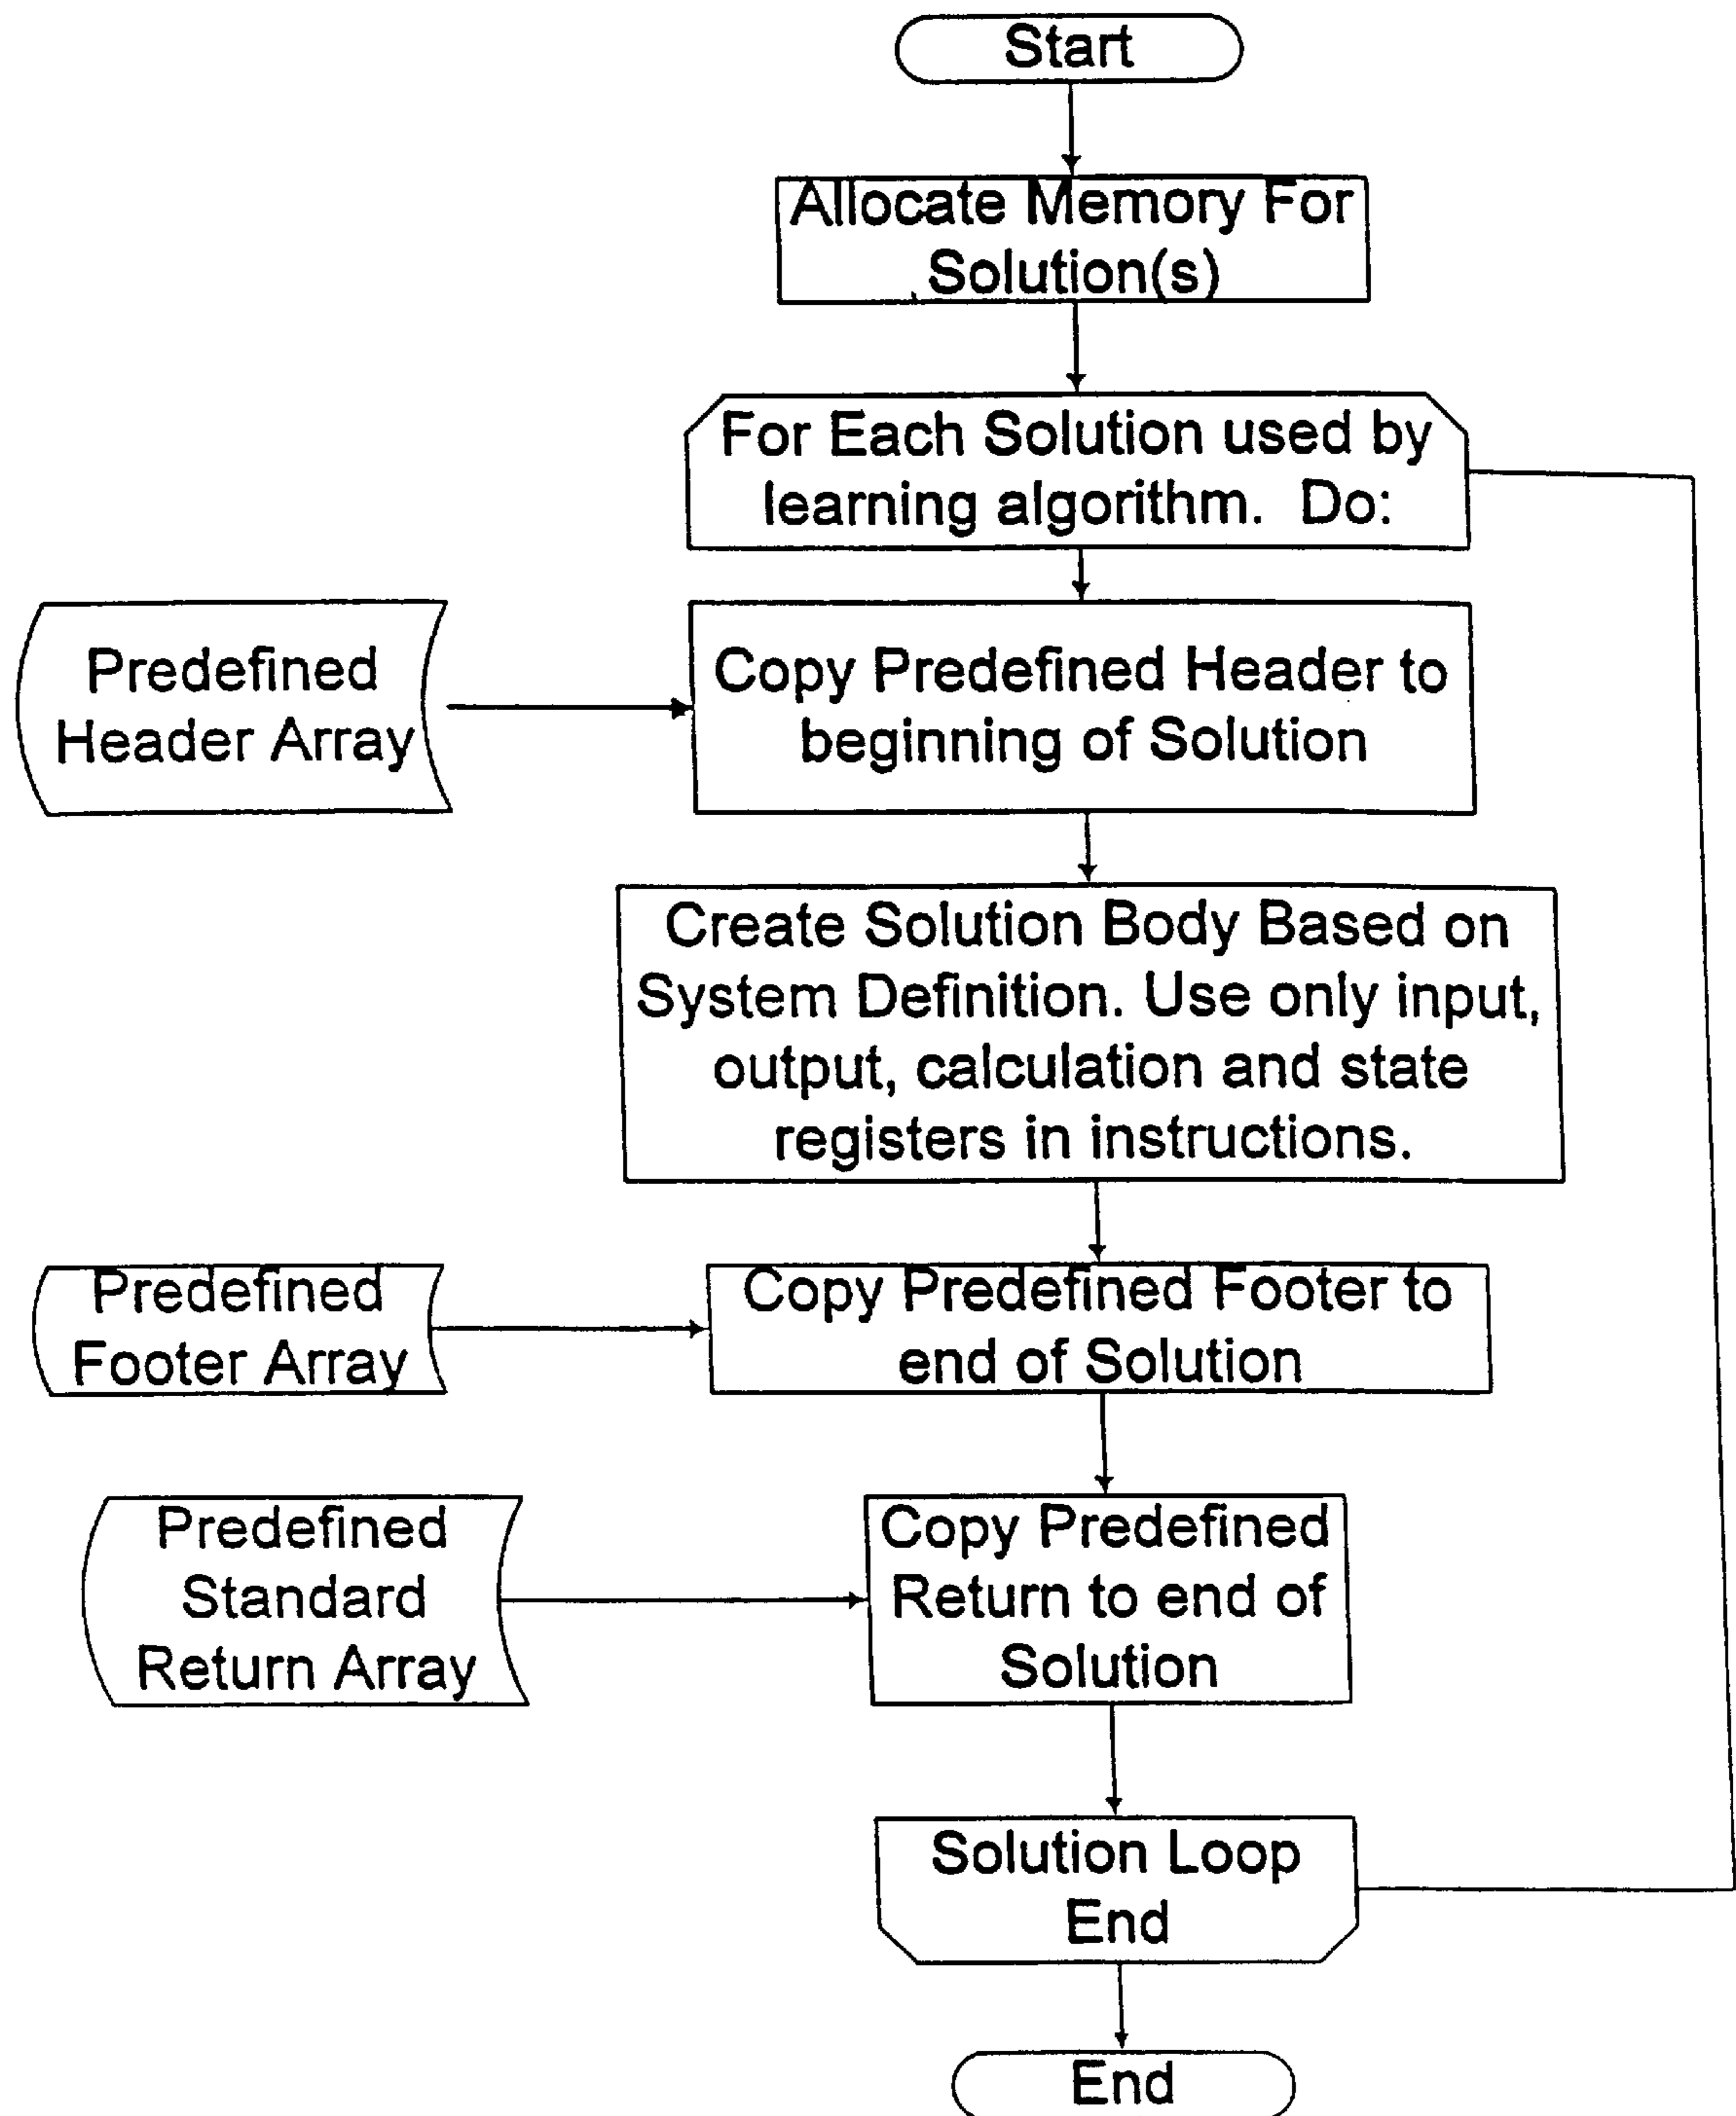 Start
Allocate Memory For
Solution(s)
For Each Solution used by
learning algorithm. Do:
Predefined
Header Array
Copy Predefined Header to
beginning of Solution
Create Solution Body Based on
System Definition. Use only input,
output, calculation and state
registers in instructions.
Predefined
Footer Array
Copy Predefined Footer to
end of Solution
Predefined
Standard
Return Array
Copy Predefined
Return to end of
Solution
Solution Loop
End
End